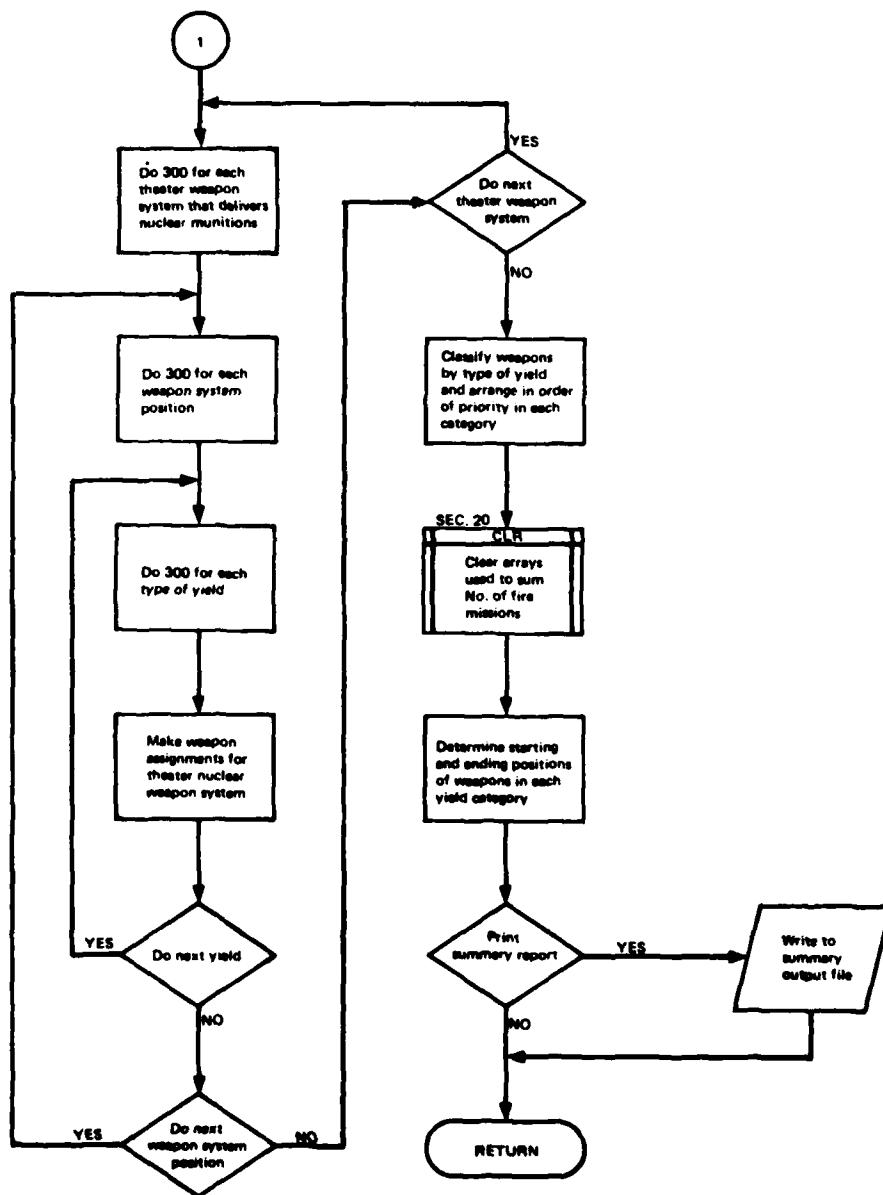 1
Do 300 for each
theater weapon
system that delivers
nuclear munitions
Do 300 for each
weapon system
position
Do 300 for each
type of yield
Make weapon
assignments for
theater nuclear
weapon system
YES
Do next yield
NO
YES
Do next
weapon system
position
NO
YES
Do next
theater weapon
system
NO
Classify weapons
by type of yield
and arrange in order
of priority in each
category
SEC. 20
CLR
Clear arrays
used to sum
No. of fire
missions
Determine starting
and ending positions
of weapons in each
yield category
Print
summary report
YES
Write to
summary
output file
NO
RETURN